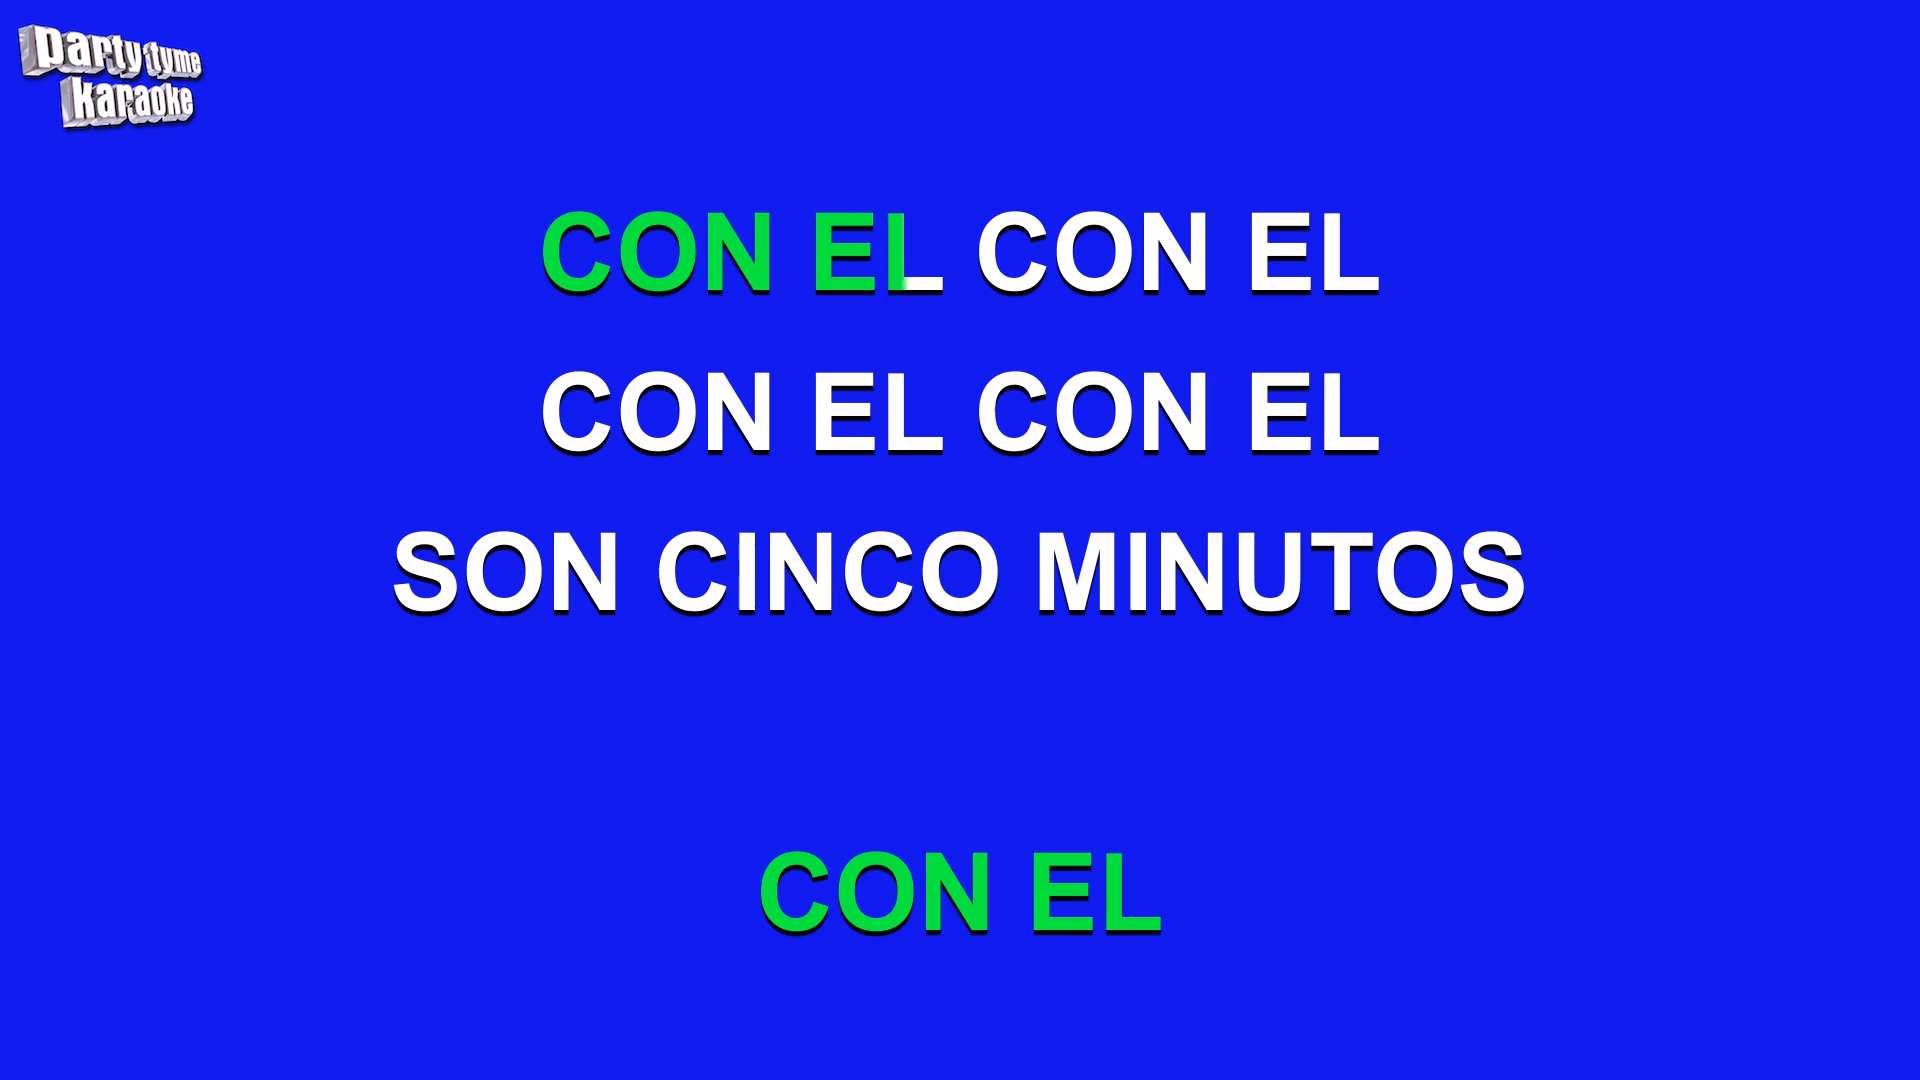 party tyme
karaoke
CON EL CON EL
CON EL CON EL
SON CINCO MINUTOS
CON EL